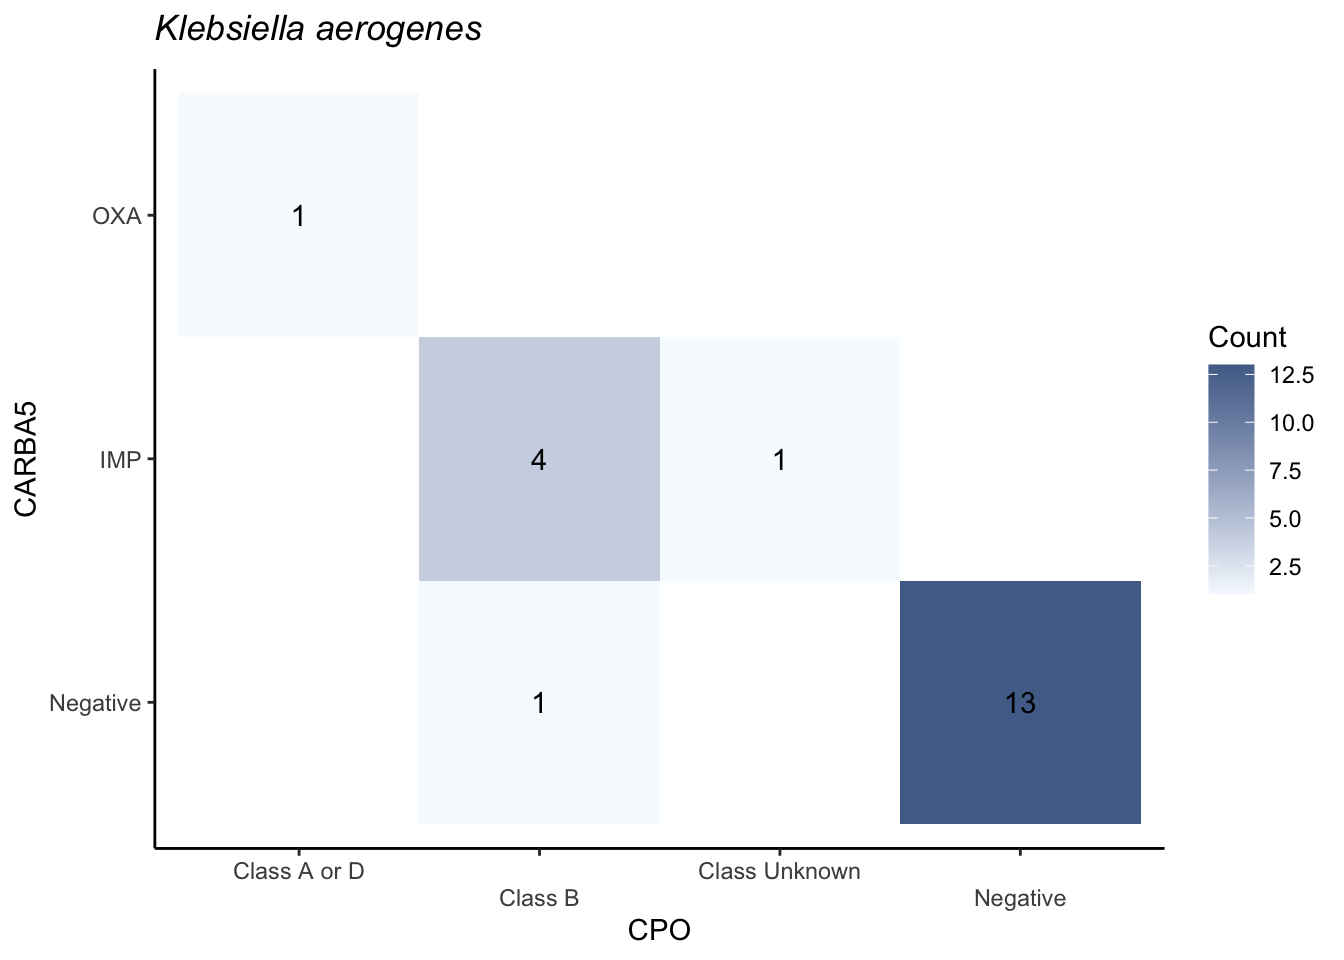 Klebsiella aerogenes
CARBA5
OXA
IMP
Negative
1
4
1
1
13
Class A or D
Class B
Class Unknown
Negative
CPO
Count
12.5
10.0
7.5
5.0
2.5